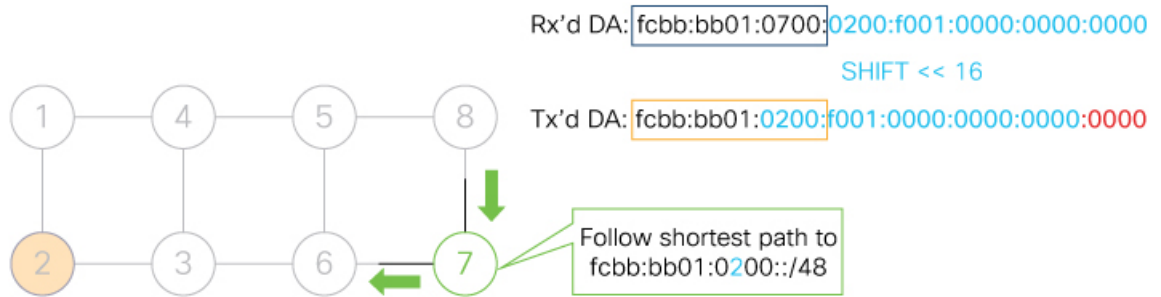 Rx'd DA: fcbb:bb01:0700:0200:f001:0000:0000:0000
SHIFT << 16
Tx'd DA: fcbb:bb01:0200:f001:0000:0000:0000:0000
1 4 5 8
2 3 6 7
Follow shortest path to
fcbb:bb01:0200::/48